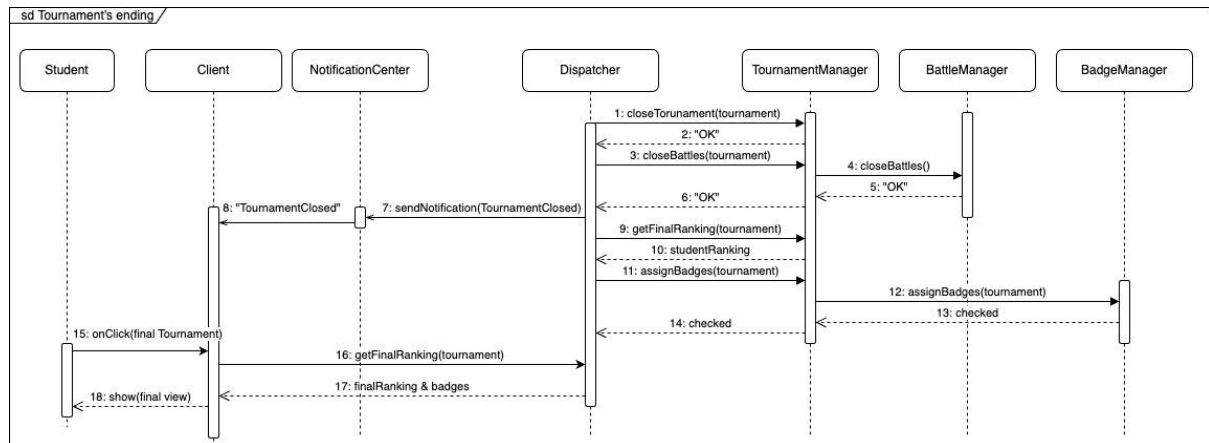 sd Tournament's ending
Student
Client
NotificationCenter
Dispatcher
TournamentManager
BattleManager
BadgeManager
1: closeTorunament(tournament)
2: "OK"
3: closeBattles(tournament)
4: closeBattles()
5: "OK"
6: "OK"
7: sendNotification(TournamentClosed)
8: "TournamentClosed"
9: getFinalRanking(tournament)
10: studentRanking
11: assignBadges(tournament)
12: assignBadges(tournament)
13: checked
14: checked
15: onClick(final Tournament)
16: getFinalRanking(tournament)
17: finalRanking & badges
18: show(final view)